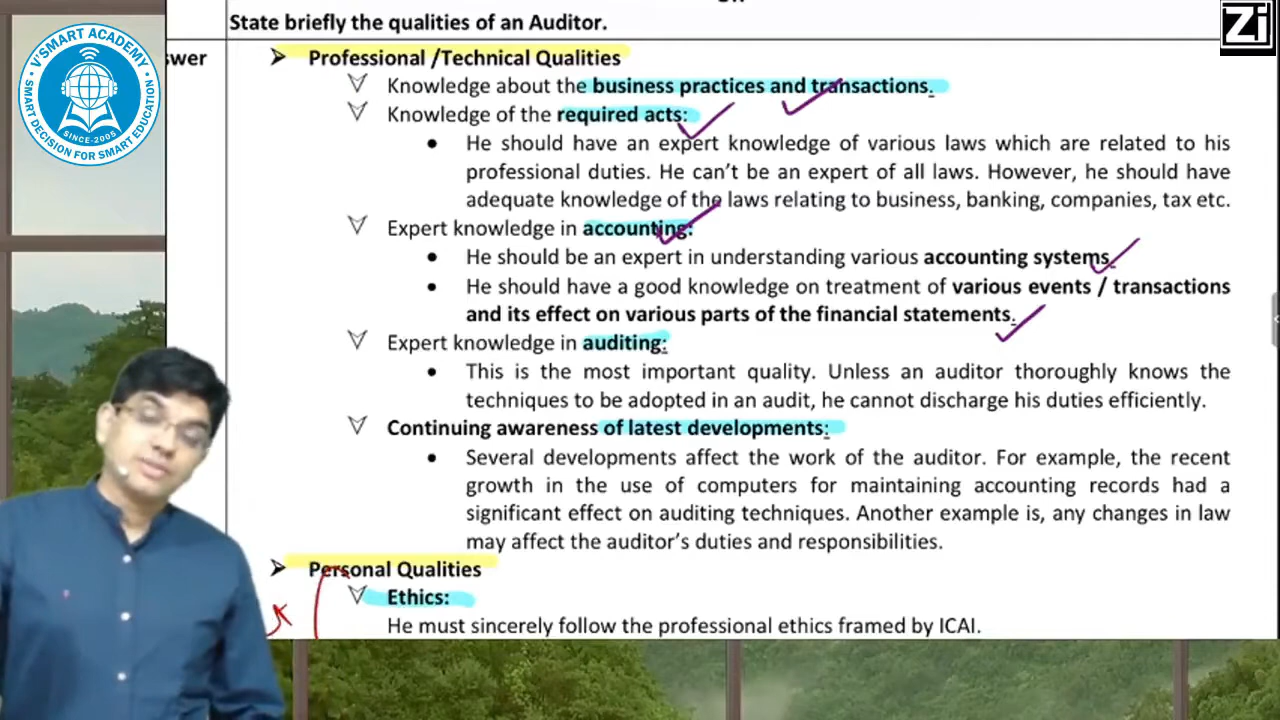 State briefly the qualities of an Auditor.
swer
Professional /Technical Qualities
Knowledge about the business practices and transactions.
Knowledge of the required acts:
He should have an expert knowledge of various laws which are related to his
professional duties. He can't be an expert of all laws. However, he should have
adequate knowledge of the laws relating to business, banking, companies, tax etc.
Expert knowledge in accounting:
He should be an expert in understanding various accounting systems.
He should have a good knowledge on treatment of various events / transactions
and its effect on various parts of the financial statements.
Expert knowledge in auditing:
This is the most important quality. Unless an auditor thoroughly knows the
techniques to be adopted in an audit, he cannot discharge his duties efficiently.
Continuing awareness of latest developments:
Several developments affect the work of the auditor. For example, the recent
growth in the use of computers for maintaining accounting records had a
significant effect on auditing techniques. Another example is, any changes in law
may affect the auditor's duties and responsibilities.
Personal Qualities
Ethics:
He must sincerely follow the professional ethics framed by ICAI.
V'SMART ACADEMY
SINCE-2005
SMART DECISION FOR SMART EDUCATION
Zi